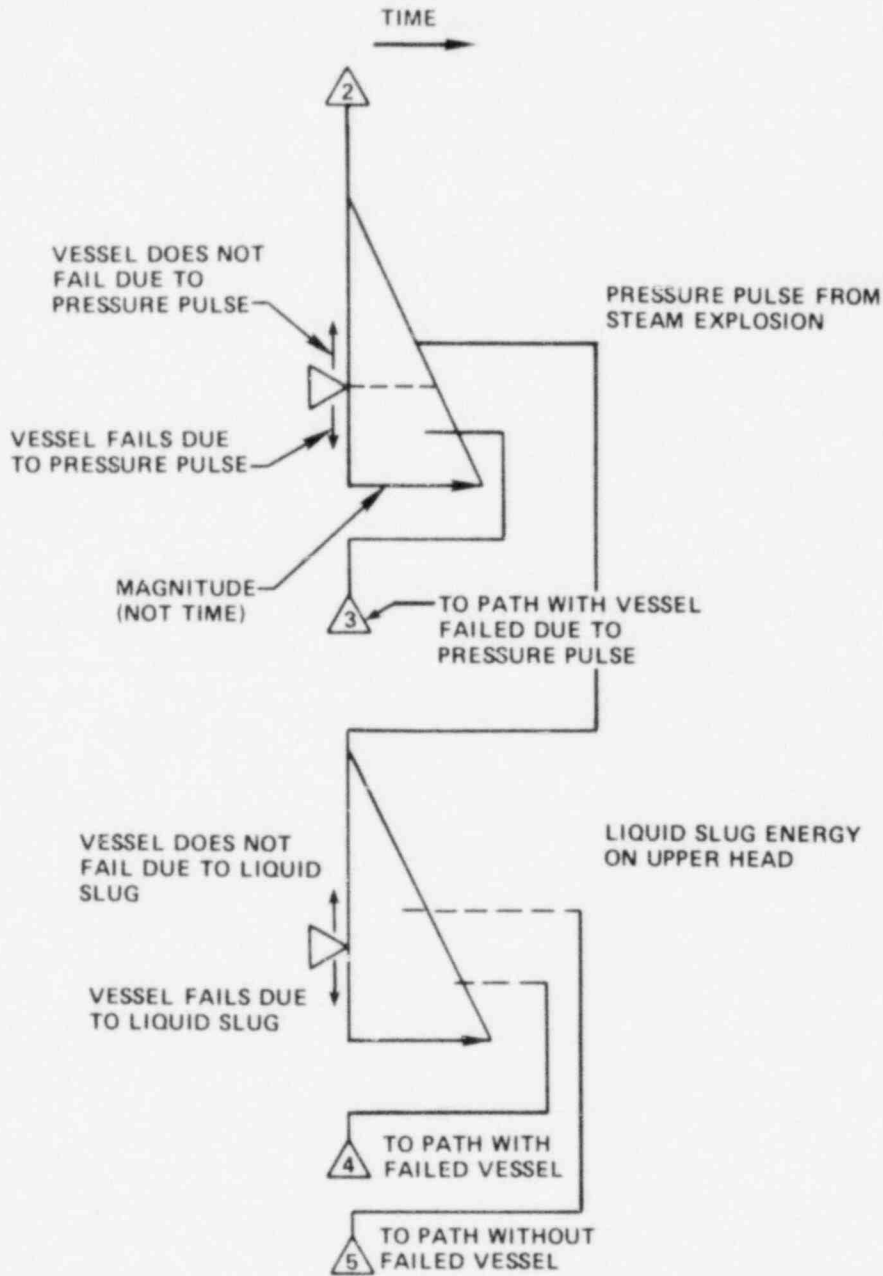 TIME
2
VESSEL DOES NOT
FAIL DUE TO
PRESSURE PULSE
PRESSURE PULSE FROM
STEAM EXPLOSION
VESSEL FAILS DUE
TO PRESSURE PULSE
MAGNITUDE
(NOT TIME)
3
TO PATH WITH VESSEL
FAILED DUE TO
PRESSURE PULSE
VESSEL DOES NOT
FAIL DUE TO LIQUID
SLUG
LIQUID SLUG ENERGY
ON UPPER HEAD
VESSEL FAILS DUE
TO LIQUID SLUG
4
TO PATH WITH
FAILED VESSEL
5
TO PATH WITHOUT
FAILED VESSEL